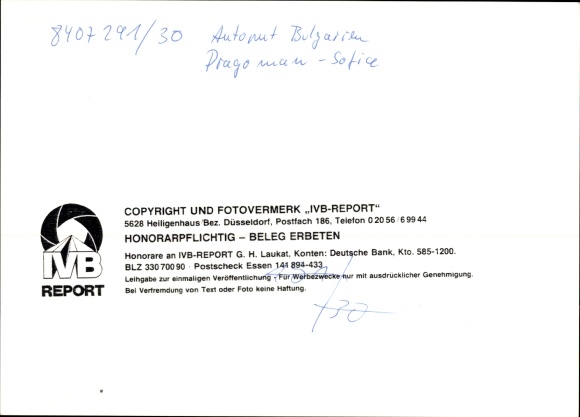 8407291/30 Autoput Bulgarien
Dragoman - Sofia
COPYRIGHT UND FOTOVERMERK „IVB-REPORT"
5628 Heiligenhaus/Bez. Düsseldorf, Postfach 186, Telefon 0 20 56 / 6 99 44
HONORARPFLICHTIG – BELEG ERBETEN
IVB
REPORT
Honorare an IVB-REPORT G. H. Laukat, Konten: Deutsche Bank, Kto. 585-1200.
BLZ 330 700 90 · Postscheck Essen 141 894-433
Leihgabe zur einmaligen Veröffentlichung - Für Werbezwecke nur mit ausdrücklicher Genehmigung.
Bei Verfremdung von Text oder Foto keine Haftung.
/30